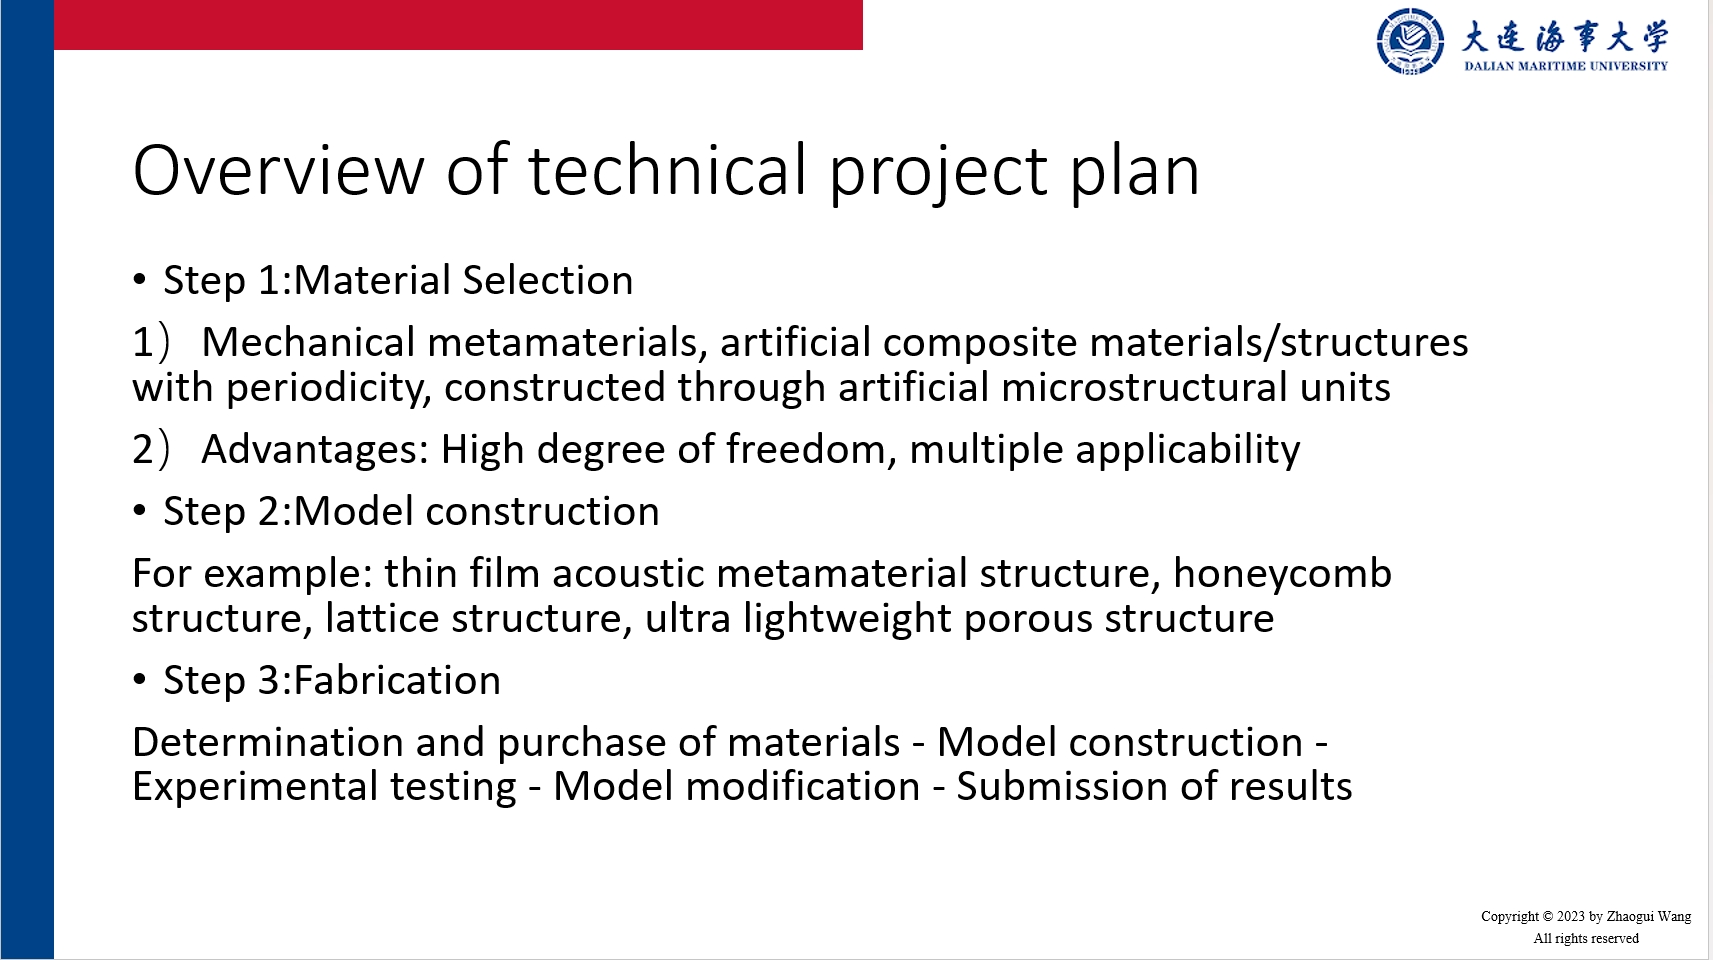 大连海事大学
DALIAN MARITIME UNIVERSITY
Overview of technical project plan
• Step 1:Material Selection
1） Mechanical metamaterials, artificial composite materials/structures
with periodicity, constructed through artificial microstructural units
2） Advantages: High degree of freedom, multiple applicability
• Step 2:Model construction
For example: thin film acoustic metamaterial structure, honeycomb
structure, lattice structure, ultra lightweight porous structure
• Step 3:Fabrication
Determination and purchase of materials - Model construction -
Experimental testing - Model modification - Submission of results
Copyright © 2023 by Zhaogui Wang
All rights reserved